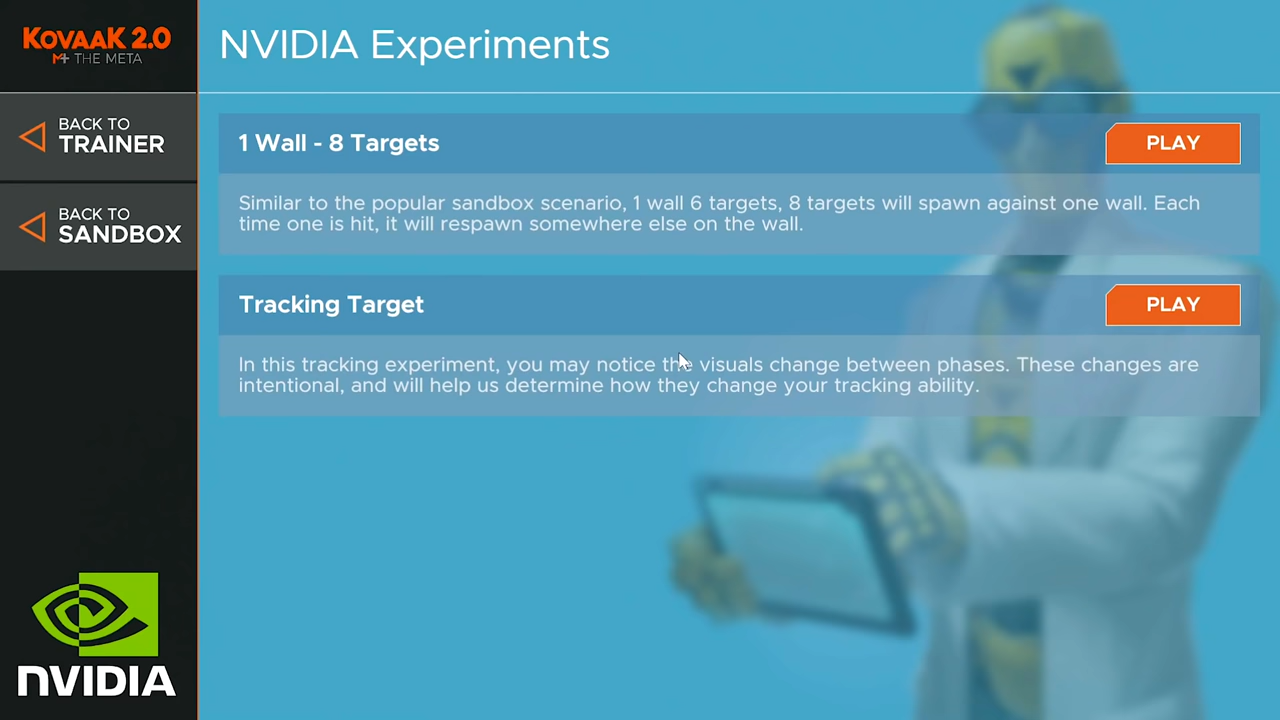 KOVAAK 2.0
THE META
BACK TO
TRAINER
BACK TO
SANDBOX
NVIDIA
NVIDIA Experiments
1 Wall - 8 Targets
PLAY
Similar to the popular sandbox scenario, 1 wall 6 targets, 8 targets will spawn against one wall. Each
time one is hit, it will respawn somewhere else on the wall.
Tracking Target
PLAY
In this tracking experiment, you may notice the visuals change between phases. These changes are
intentional, and will help us determine how they change your tracking ability.